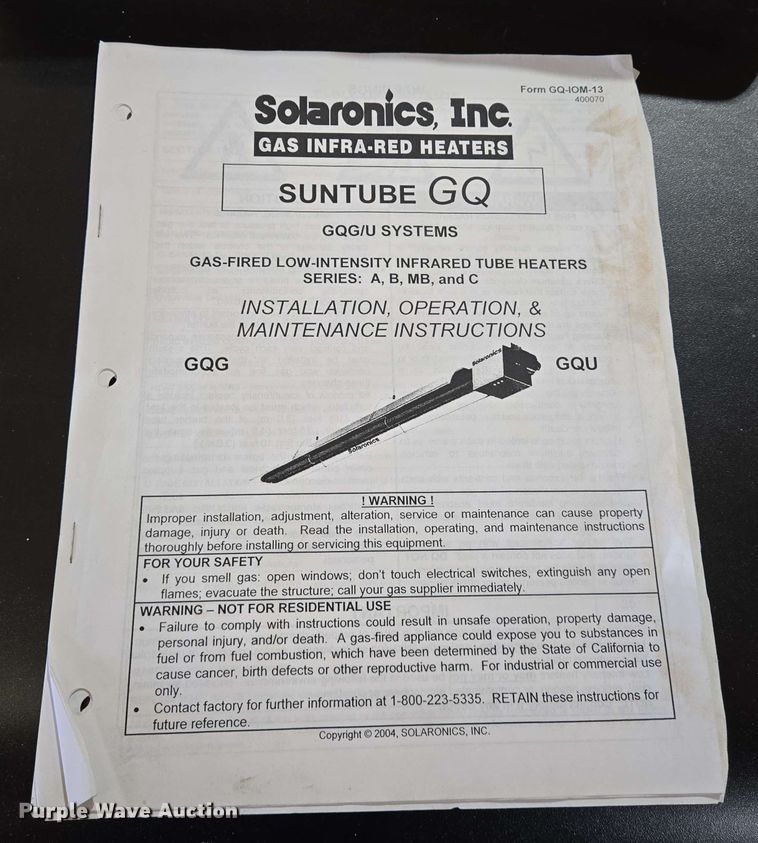 Form GQ-IOM-13
400070
Solaronics, Inc.
GAS INFRA-RED HEATERS
SUNTUBE GQ
GQG/U SYSTEMS
GAS-FIRED LOW-INTENSITY INFRARED TUBE HEATERS
SERIES: A, B, MB, and C
INSTALLATION, OPERATION, &
MAINTENANCE INSTRUCTIONS
GQG
GQU
Solaronics
Solaronics
! WARNING !
Improper installation, adjustment, alteration, service or maintenance can cause property
damage, injury or death. Read the installation, operating, and maintenance instructions
thoroughly before installing or servicing this equipment.
FOR YOUR SAFETY
• If you smell gas: open windows; don't touch electrical switches, extinguish any open
flames; evacuate the structure; call your gas supplier immediately.
WARNING – NOT FOR RESIDENTIAL USE
• Failure to comply with instructions could result in unsafe operation, property damage,
personal injury, and/or death. A gas-fired appliance could expose you to substances in
fuel or from fuel combustion, which have been determined by the State of California to
cause cancer, birth defects or other reproductive harm. For industrial or commercial use
only.
• Contact factory for further information at 1-800-223-5335. RETAIN these instructions for
future reference.
Copyright © 2004, SOLARONICS, INC.
Purple Wave Auction